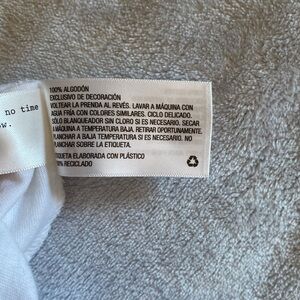 no time
w.
100% ALGODÓN
EXCLUSIVO DE DECORACIÓN
VOLTEAR LA PRENDA AL REVÉS. LAVAR A MÁQUINA CON
AGUA FRÍA CON COLORES SIMILARES. CICLO DELICADO.
SÓLO BLANQUEADOR SIN CLORO SI ES NECESARIO. SECAR
A MÁQUINA A TEMPERATURA BAJA. RETIRAR OPORTUNAMENTE.
PLANCHAR A TEMPERATURA BAJA SI ES NECESARIO. NO
PLANCHAR SOBRE LA ETIQUETA.
ETIQUETA ELABORADA CON PLÁSTICO
100% RECICLADO